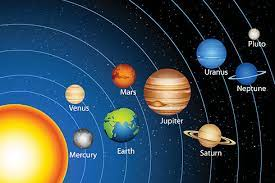 Pluto
Uranus
Neptune
Mars
Venus
Jupiter
Earth
Mercury
Saturn